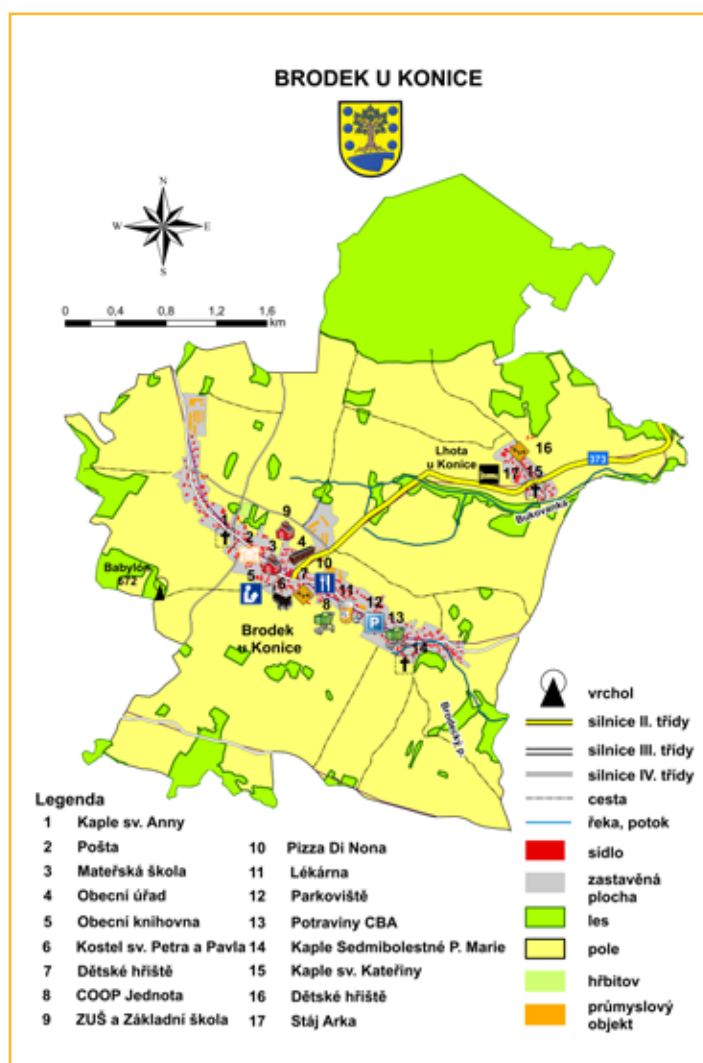 BRODEK U KONICE
N
W
E
S
0
0,4
0,8
1,2
1,6
km
16
Lhota
u Konice
17
15
373
Bukovanka
9
1
2
3
4
10
Babylón
672
5
7
11
6
12
8
13
Brodek
u Konice
14
Brodecký p.
vrchol
silnice II. třídy
silnice III. třídy
silnice IV. třídy
cesta
řeka, potok
sídlo
zastavěná
plocha
les
pole
hřbitov
průmyslový
objekt
Legenda
1 Kaple sv. Anny
2 Pošta
3 Mateřská škola
4 Obecní úřad
5 Obecní knihovna
6 Kostel sv. Petra a Pavla
7 Dětské hřiště
8 COOP Jednota
9 ZUŠ a Základní škola
10 Pizza Di Nona
11 Lékárna
12 Parkoviště
13 Potraviny CBA
14 Kaple Sedmibolestné P. Marie
15 Kaple sv. Kateřiny
16 Dětské hřiště
17 Stáj Arka